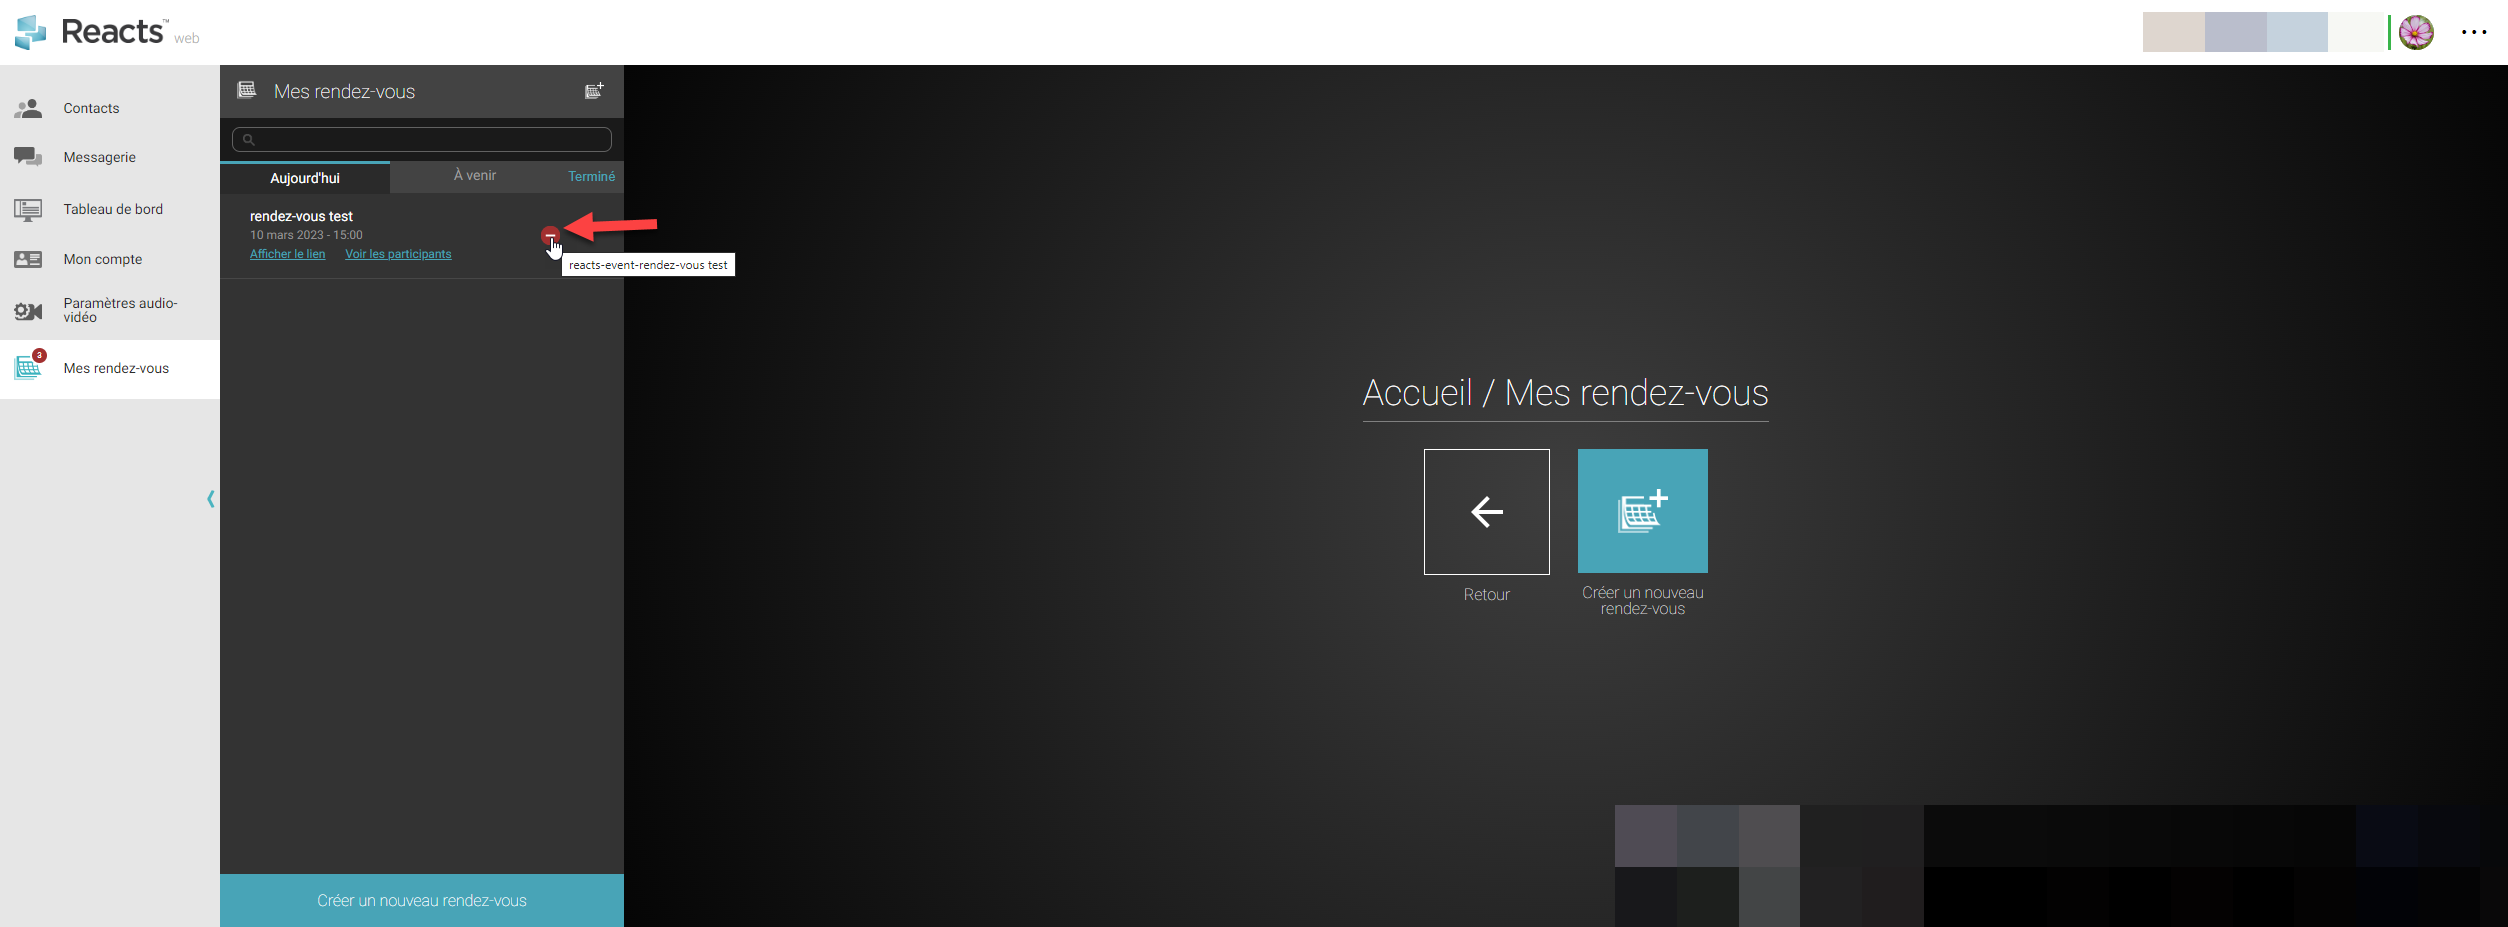 Reacts™ web
Contacts
Messagerie
Tableau de bord
Mon compte
Paramètres audio-
vidéo
3
Mes rendez-vous
Mes rendez-vous
Aujourd'hui
À venir
Terminé
rendez-vous test
10 mars 2023 - 15:00
Afficher le lien
Voir les participants
reacts-event-rendez-vous test
Créer un nouveau rendez-vous
Accueil / Mes rendez-vous
Retour
Créer un nouveau
rendez-vous